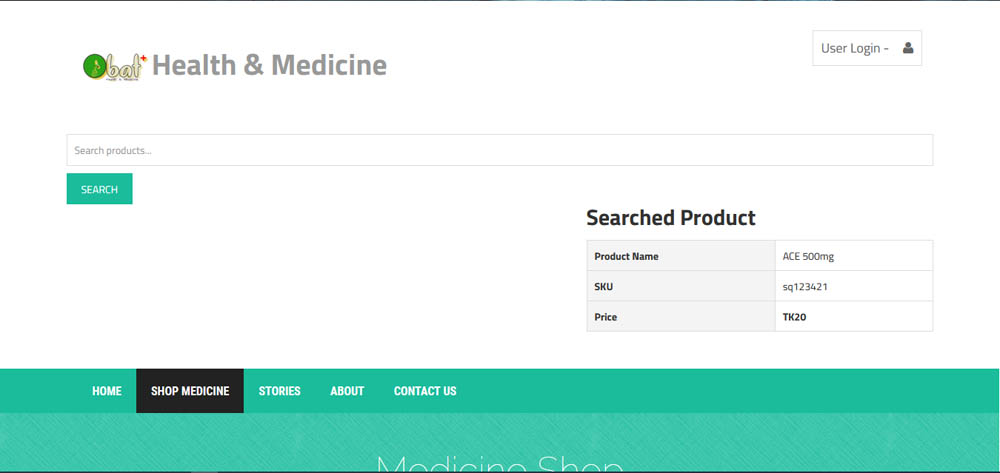 User Login -
Obat
Health & Medicine
Search products...
SEARCH
Searched Product
Product Name ACE 500mg
SKU sq123421
Price TK20
HOME SHOP MEDICINE STORIES ABOUT CONTACT US
Medicine Shop